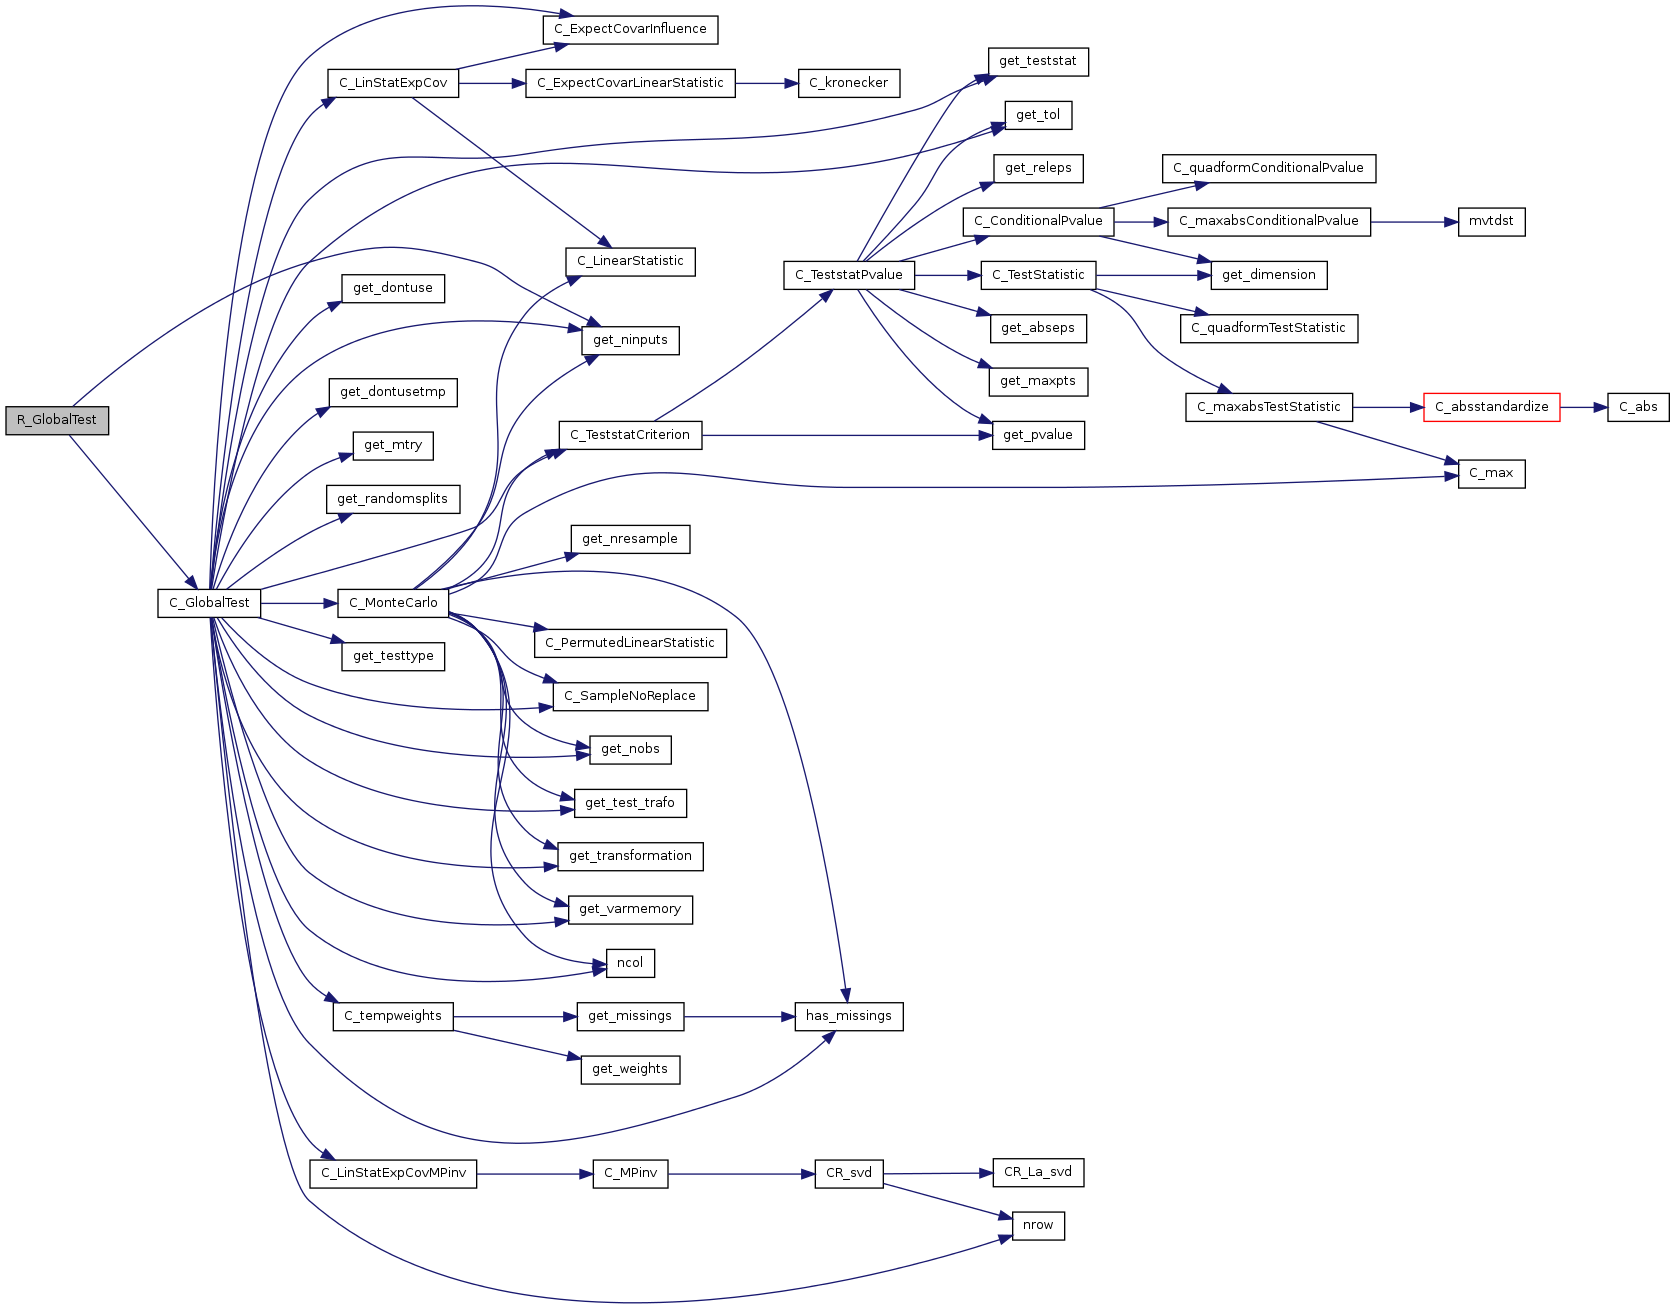 C_ExpectCovarInfluence
get_teststat
C_LinStatExpCov
C_ExpectCovarLinearStatistic
C_kronecker
get_tol
get_releps
C_quadformConditionalPvalue
C_ConditionalPvalue
C_maxabsConditionalPvalue
mvtdst
C_LinearStatistic
C_TeststatPvalue
C_TestStatistic
get_dimension
get_dontuse
get_abseps
C_quadformTestStatistic
get_ninputs
get_maxpts
get_dontusetmp
C_maxabsTestStatistic
C_absstandardize
C_abs
R_GlobalTest
get_mtry
C_TeststatCriterion
get_pvalue
C_max
get_randomsplits
get_nresample
C_GlobalTest
C_MonteCarlo
C_PermutedLinearStatistic
get_testtype
C_SampleNoReplace
get_nobs
get_test_trafo
get_transformation
get_varmemory
ncol
C_tempweights
get_missings
has_missings
get_weights
C_LinStatExpCovMPinv
C_MPinv
CR_svd
CR_La_svd
nrow